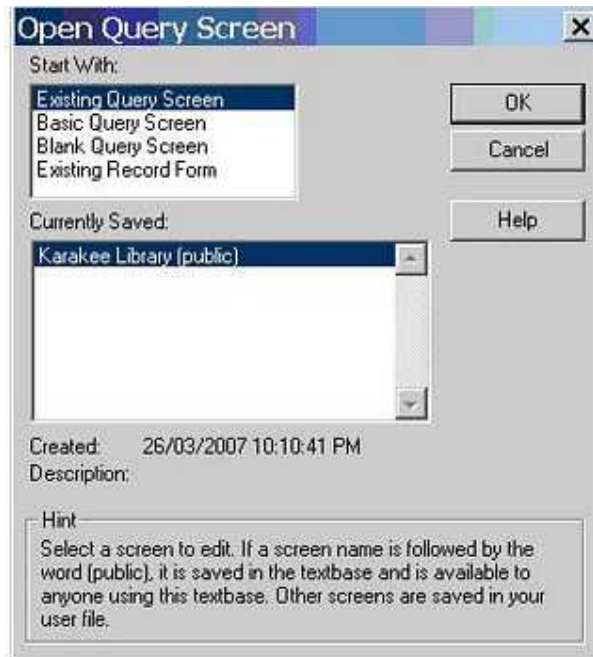 Open Query Screen
Start With:
Existing Query Screen
Basic Query Screen
Blank Query Screen
Existing Record Form
OK
Cancel
Help
Currently Saved:
Karakee Library (public)
Created: 26/03/2007 10:10:41 PM
Description:
Hint
Select a screen to edit. If a screen name is followed by the
word (public), it is saved in the textbase and is available to
anyone using this textbase. Other screens are saved in your
user file.